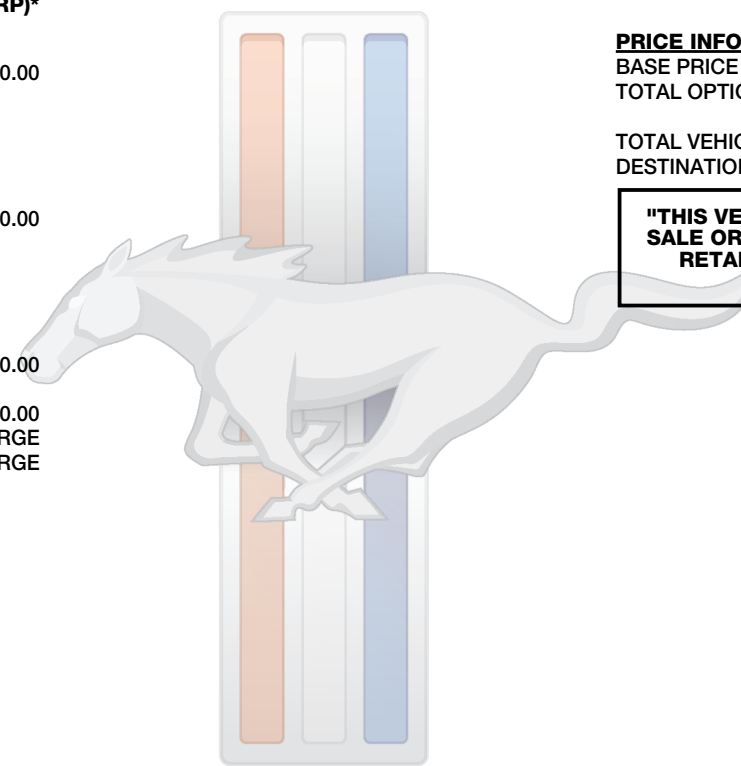 RP)*
0.00
0.00
0.00
0.00
RGE
RGE
PRICE INFO
BASE PRICE
TOTAL OPTIO
TOTAL VEHIC
DESTINATION
"THIS VE
SALE OR
RETAI